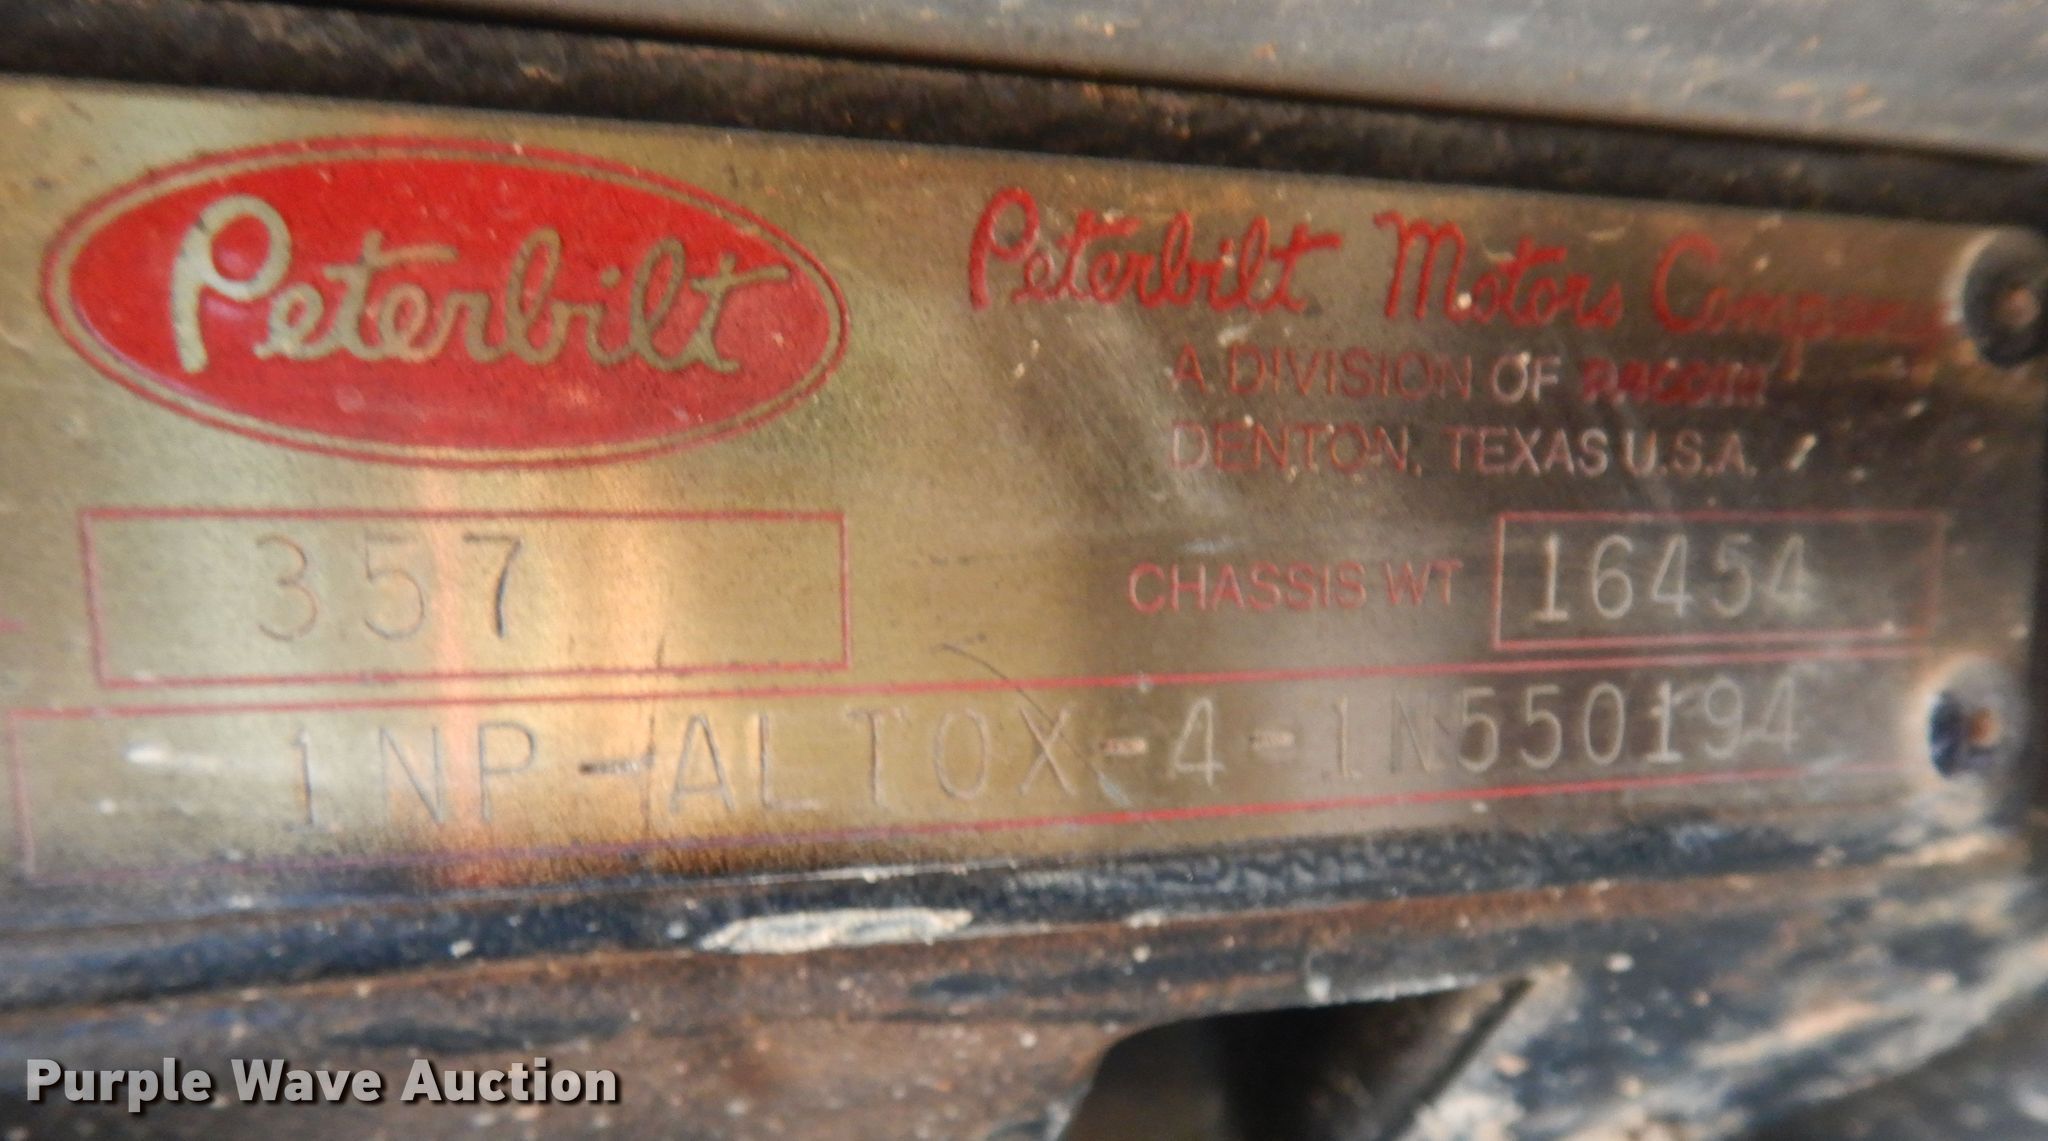 Peterbilt
Peterbilt Motors Company
A DIVISION OF PACCAR
DENTON, TEXAS U.S.A.
357
CHASSIS WT 16454
1NP-ALTOX-4-1N550194
Purple Wave Auction